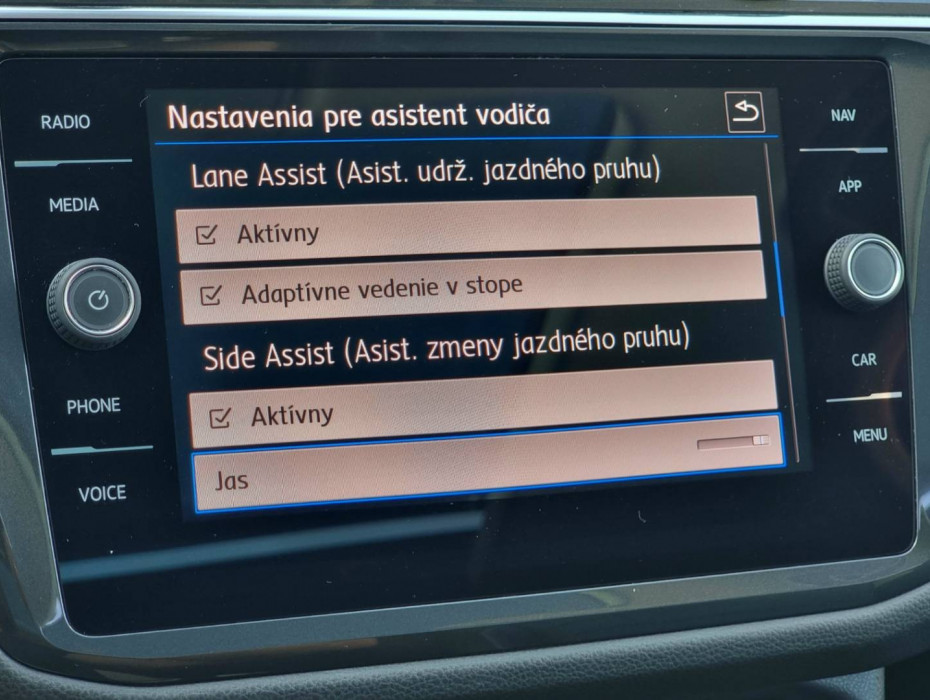 RADIO
MEDIA
PHONE
VOICE
Nastavenia pre asistent vodiča
Lane Assist (Asist. udrž. jazdného pruhu)
Aktívny
Adaptívne vedenie v stope
Side Assist (Asist. zmeny jazdného pruhu)
Aktívny
Jas
NAV
APP
CAR
MENU